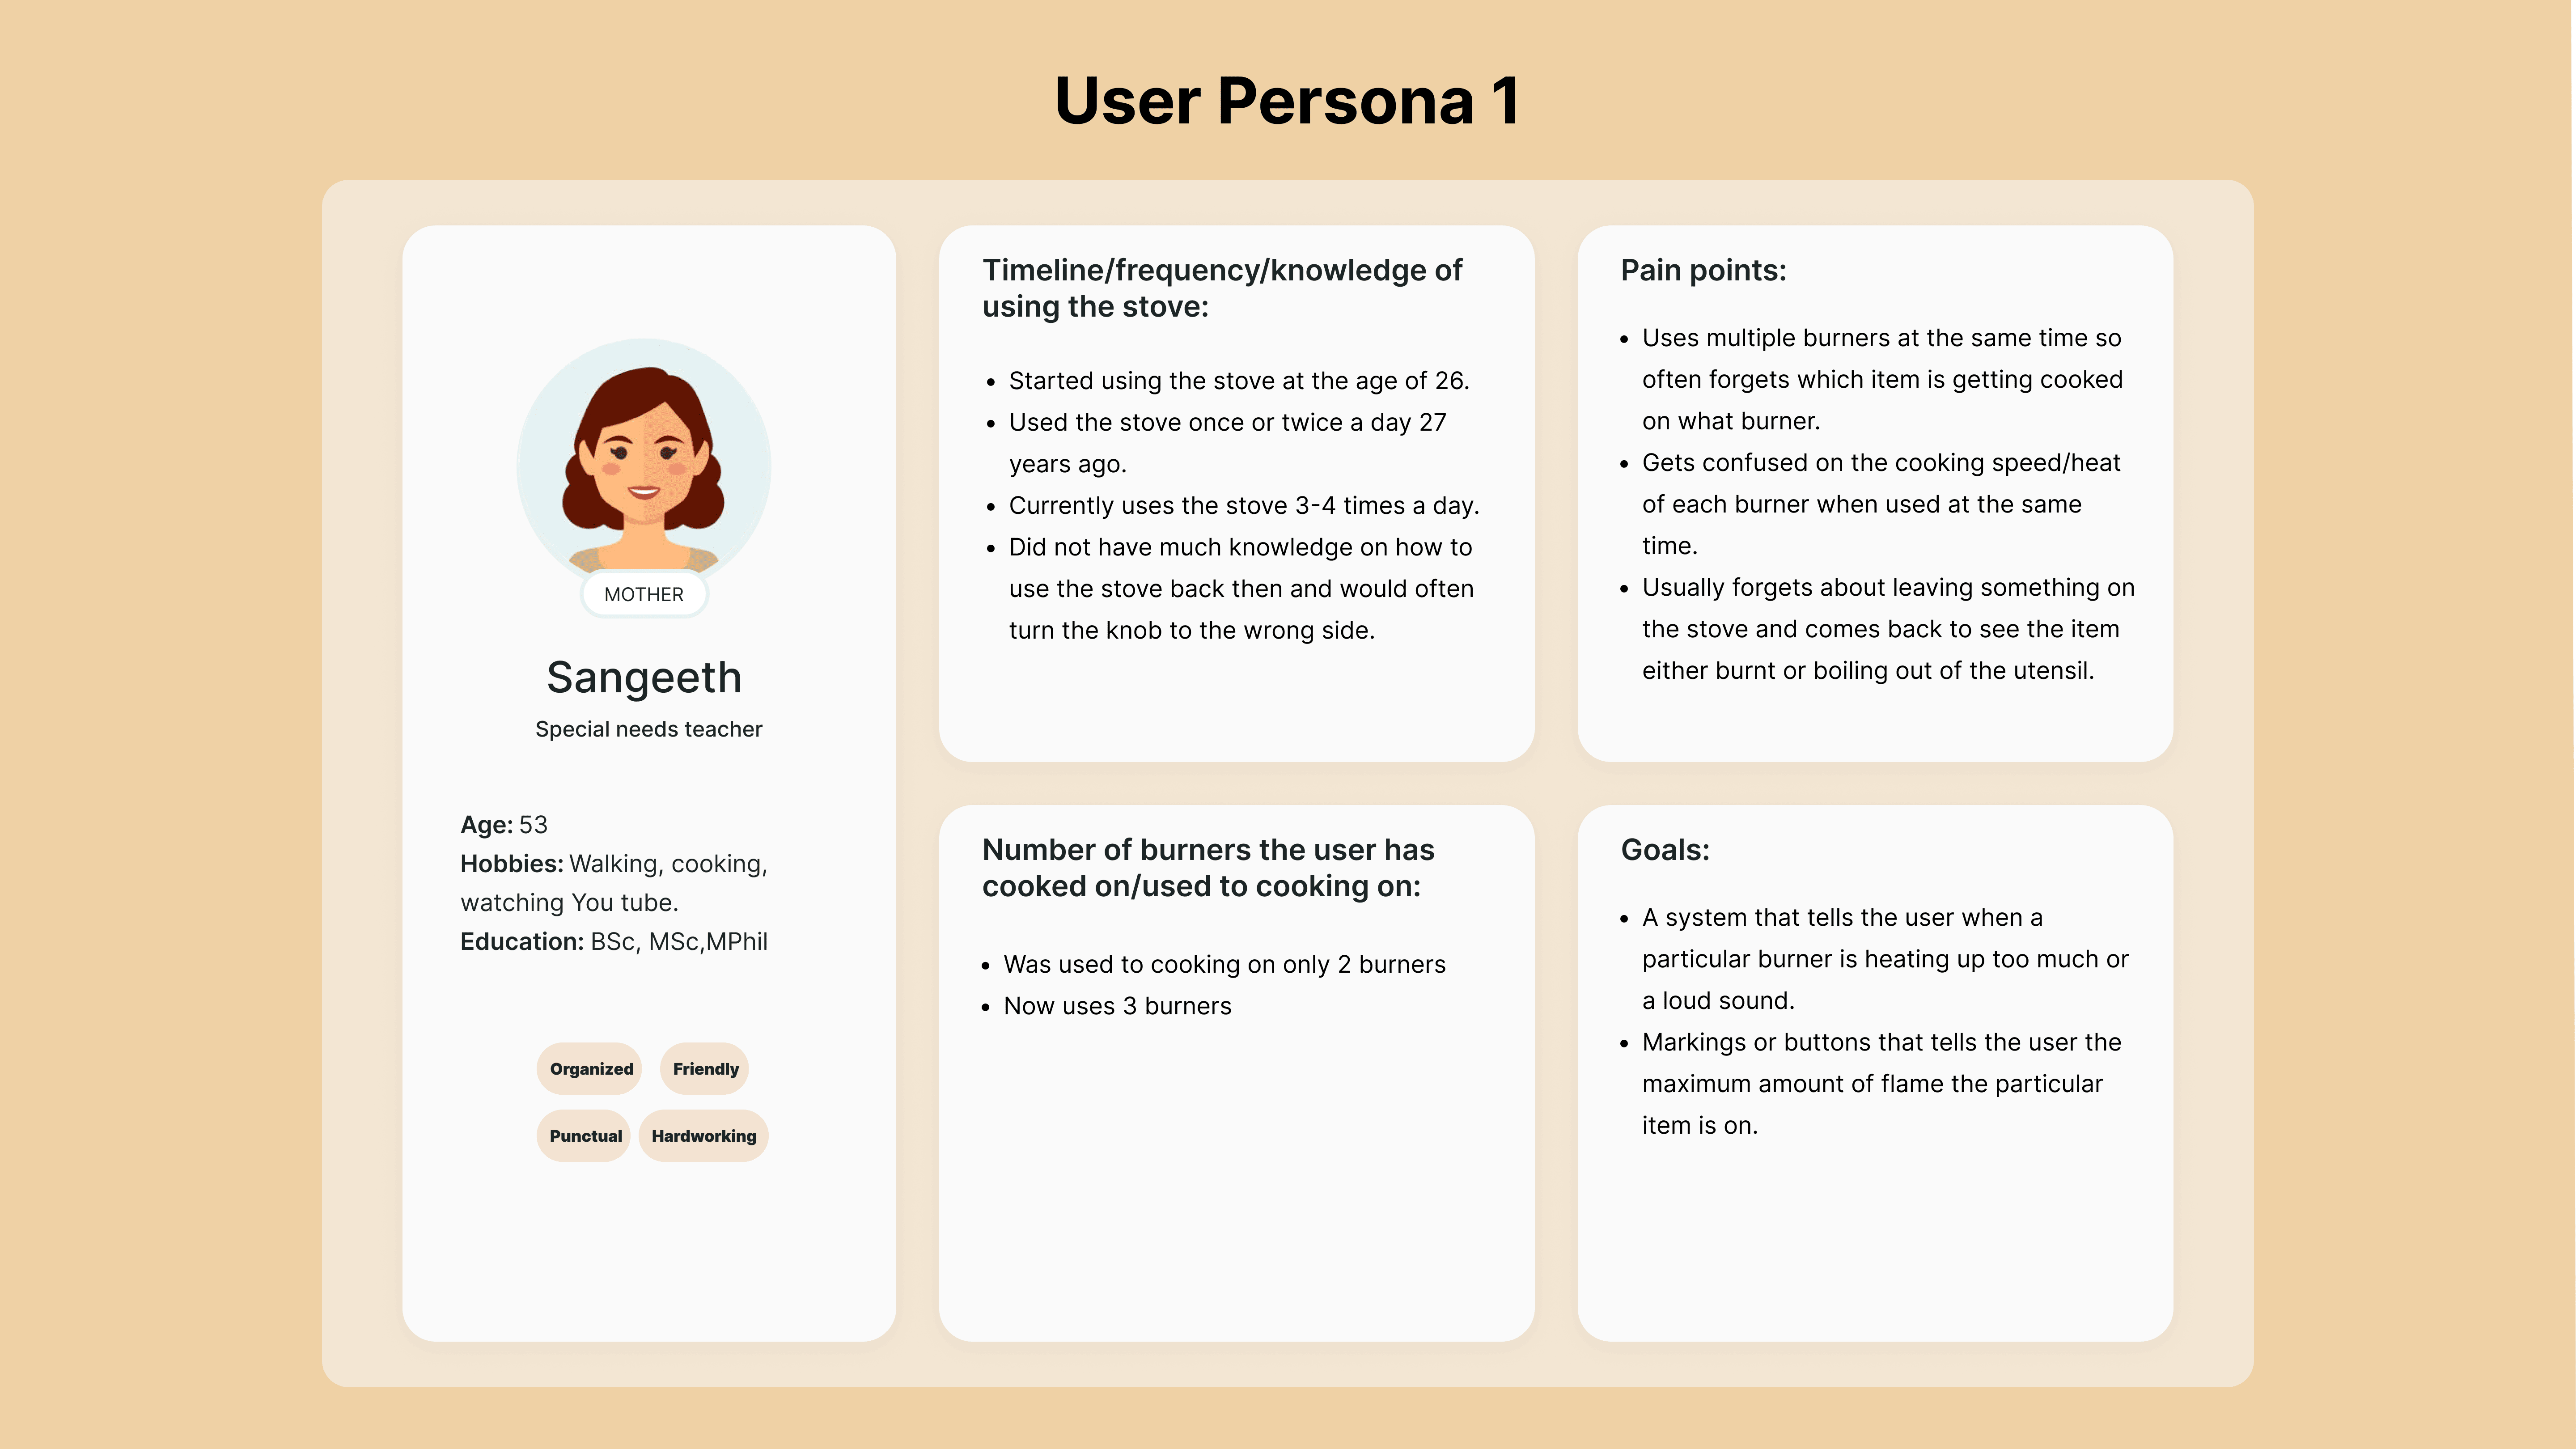 User Persona 1
MOTHER
Sangeeth
Special needs teacher
Age: 53
Hobbies: Walking, cooking,
watching You tube.
Education: BSc, MSc,MPhil
Organized Friendly
Punctual Hardworking
Timeline/frequency/knowledge of
using the stove:
• Started using the stove at the age of 26.
• Used the stove once or twice a day 27
years ago.
• Currently uses the stove 3-4 times a day.
• Did not have much knowledge on how to
use the stove back then and would often
turn the knob to the wrong side.
Pain points:
• Uses multiple burners at the same time so
often forgets which item is getting cooked
on what burner.
• Gets confused on the cooking speed/heat
of each burner when used at the same
time.
• Usually forgets about leaving something on
the stove and comes back to see the item
either burnt or boiling out of the utensil.
Number of burners the user has
cooked on/used to cooking on:
• Was used to cooking on only 2 burners
• Now uses 3 burners
Goals:
• A system that tells the user when a
particular burner is heating up too much or
a loud sound.
• Markings or buttons that tells the user the
maximum amount of flame the particular
item is on.